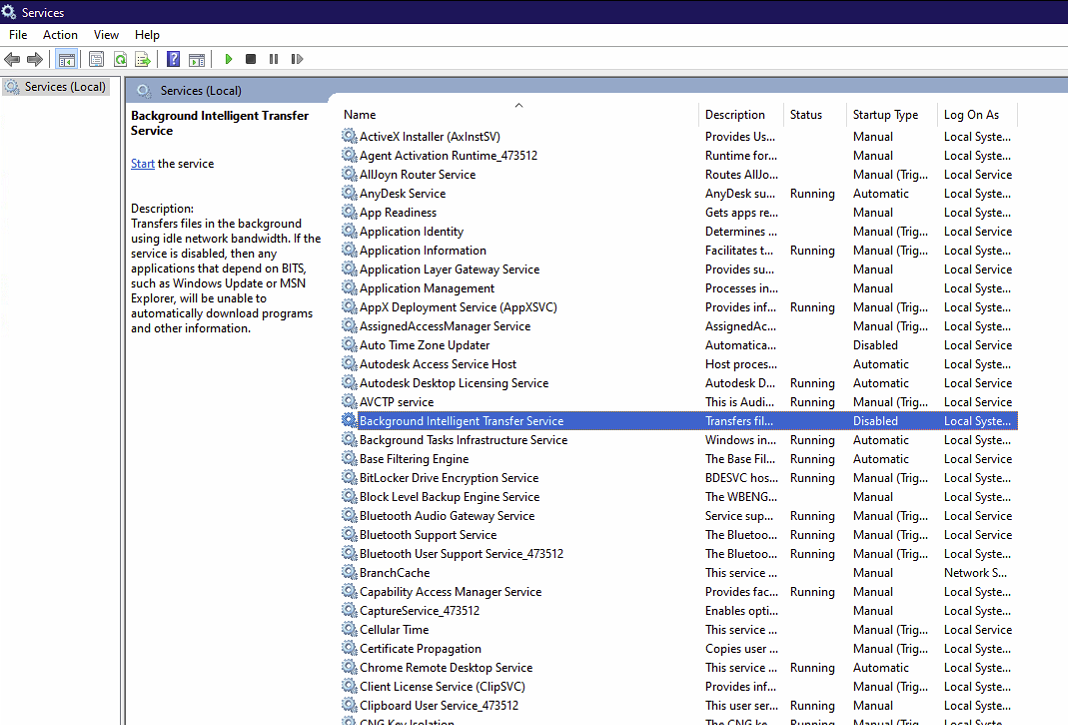 Services
File Action View Help
Services (Local)
Services (Local)
Background Intelligent Transfer
Service
Start the service
Description:
Transfers files in the background
using idle network bandwidth. If the
service is disabled, then any
applications that depend on BITS,
such as Windows Update or MSN
Explorer, will be unable to
automatically download programs
and other information.
Name Description Status Startup Type Log On As
ActiveX Installer (AxInstSV) Provides Us... Manual Local Syste...
Agent Activation Runtime_473512 Runtime for... Manual Local Syste...
AllJoyn Router Service Routes AllJo... Manual (Trig... Local Service
AnyDesk Service AnyDesk su... Running Automatic Local Syste...
App Readiness Gets apps re... Manual Local Syste...
Application Identity Determines ... Manual (Trig... Local Service
Application Information Facilitates t... Running Manual (Trig... Local Syste...
Application Layer Gateway Service Provides su... Manual Local Service
Application Management Processes in... Manual Local Syste...
AppX Deployment Service (AppXSVC) Provides inf... Running Manual (Trig... Local Syste...
AssignedAccessManager Service AssignedAc... Manual (Trig... Local Syste...
Auto Time Zone Updater Automatica... Disabled Local Service
Autodesk Access Service Host Host proces... Automatic Local Syste...
Autodesk Desktop Licensing Service Autodesk D... Running Automatic Local Syste...
AVCTP service This is Audi... Running Manual (Trig... Local Service
Background Intelligent Transfer Service Transfers fil... Disabled Local Syste...
Background Tasks Infrastructure Service Windows in... Running Automatic Local Syste...
Base Filtering Engine The Base Fil... Running Automatic Local Service
BitLocker Drive Encryption Service BDESVC hos... Running Manual (Trig... Local Syste...
Block Level Backup Engine Service The WBENG... Manual Local Syste...
Bluetooth Audio Gateway Service Service sup... Running Manual (Trig... Local Service
Bluetooth Support Service The Bluetoo... Running Manual (Trig... Local Service
Bluetooth User Support Service_473512 The Bluetoo... Running Manual (Trig... Local Syste...
BranchCache This service ... Manual Network S...
Capability Access Manager Service Provides fac... Running Manual Local Syste...
CaptureService_473512 Enables opti... Manual Local Syste...
Cellular Time This service ... Manual (Trig... Local Service
Certificate Propagation Copies user ... Manual (Trig... Local Syste...
Chrome Remote Desktop Service This service ... Running Automatic Local Syste...
Client License Service (ClipSVC) Provides inf... Manual (Trig... Local Syste...
Clipboard User Service_473512 This user ser... Running Manual Local Syste...
CNG Key Isolation The CNG ke... Running Manual (Trig... Local Syste...